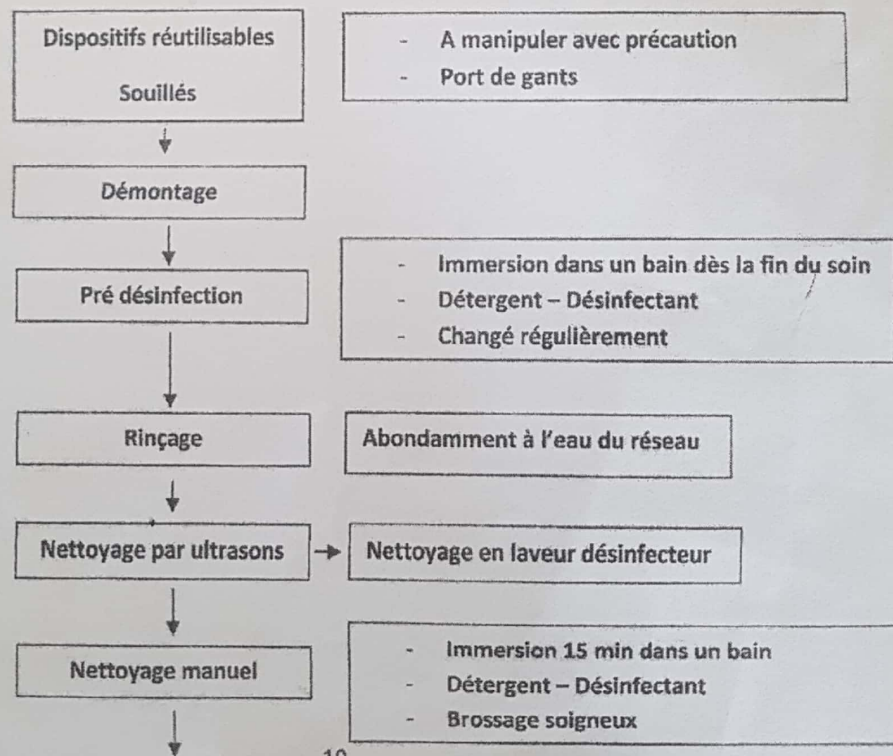 Dispositifs réutilisables
Souillés
- A manipuler avec précaution
- Port de gants
Démontage
Pré désinfection
- Immersion dans un bain dès la fin du soin
- Détergent – Désinfectant
- Changé régulièrement
Rinçage
Abondamment à l'eau du réseau
Nettoyage par ultrasons
Nettoyage en laveur désinfecteur
Nettoyage manuel
- Immersion 15 min dans un bain
- Détergent – Désinfectant
- Brossage soigneux